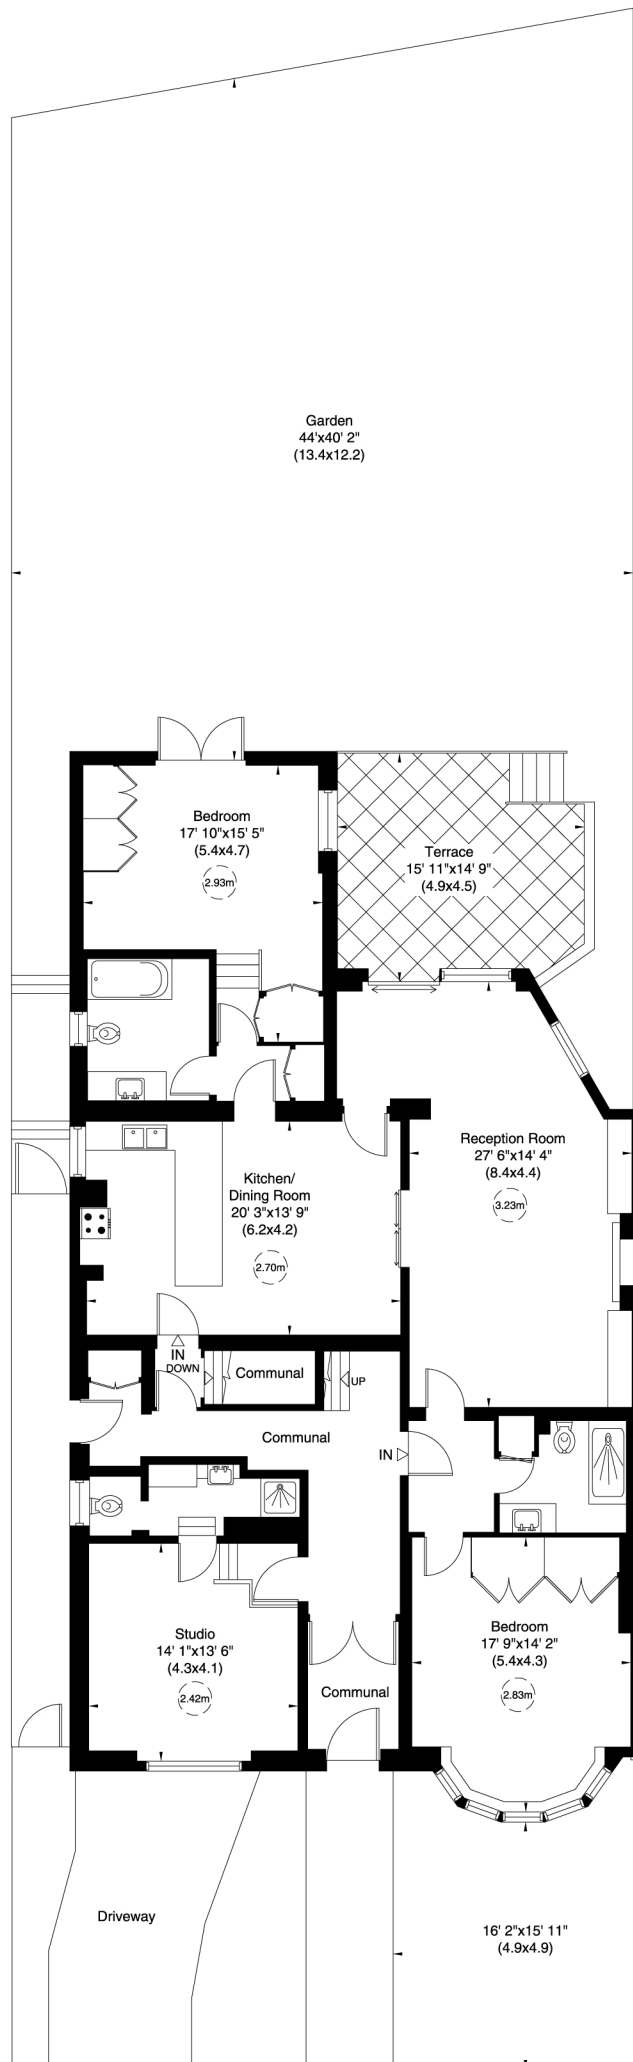 Garden
44'x40' 2"
(13.4x12.2)
Bedroom
17' 10"x15' 5"
(5.4x4.7)
2.93m
Terrace
15' 11"x14' 9"
(4.9x4.5)
Reception Room
27' 6"x14' 4"
(8.4x4.4)
3.23m
Kitchen/
Dining Room
20' 3"x13' 9"
(6.2x4.2)
2.70m
IN
DOWN
Communal
UP
Communal
IN
Studio
14' 1"x13' 6"
(4.3x4.1)
2.42m
Communal
Bedroom
17' 9"x14' 2"
(5.4x4.3)
2.83m
Driveway
16' 2"x15' 11"
(4.9x4.9)